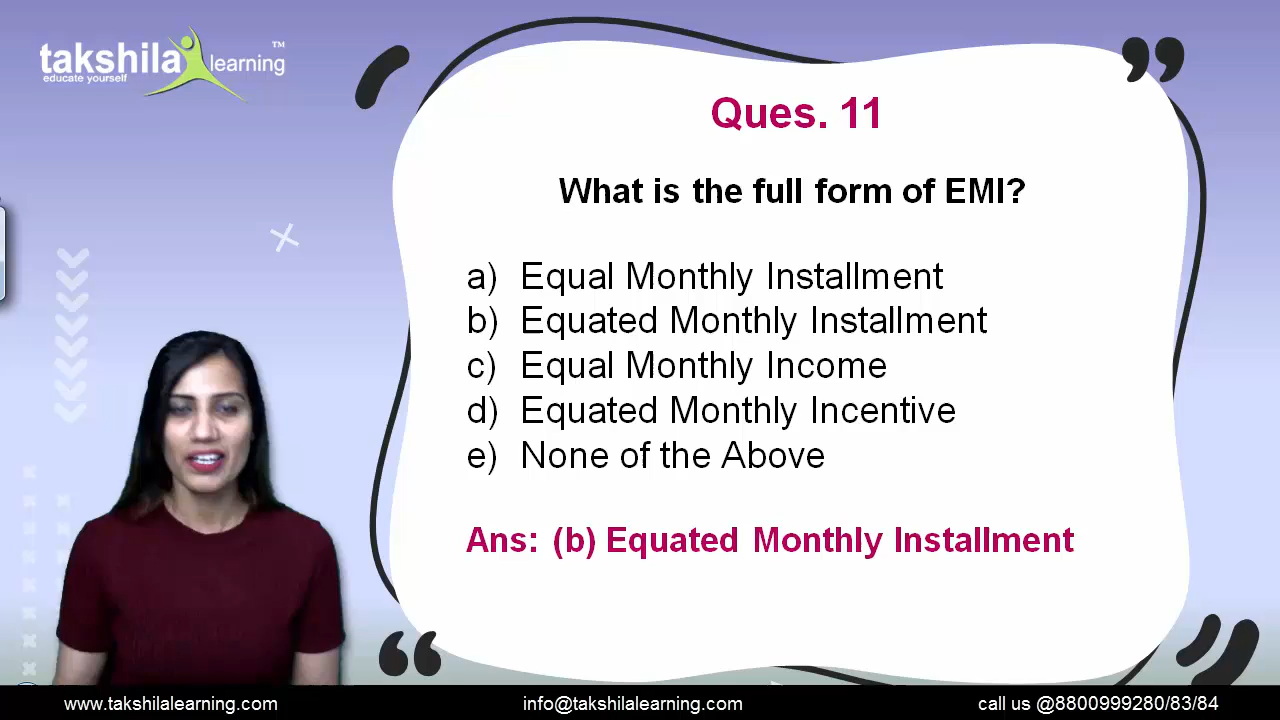 takshila learning ™
educate yourself
Ques. 11
What is the full form of EMI?
a) Equal Monthly Installment
b) Equated Monthly Installment
c) Equal Monthly Income
d) Equated Monthly Incentive
e) None of the Above
Ans: (b) Equated Monthly Installment
www.takshilalearning.com info@takshilalearning.com call us @8800999280/83/84